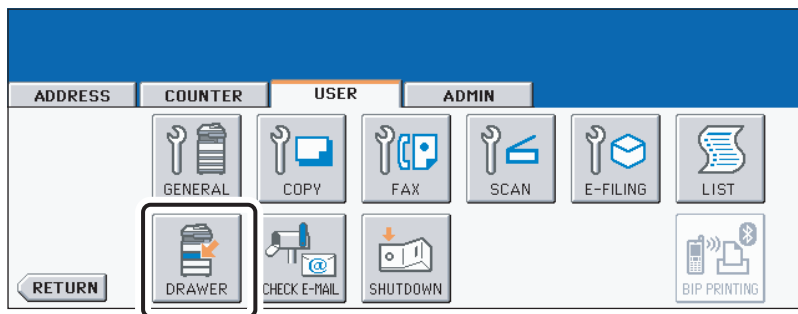 ADDRESS COUNTER USER ADMIN
GENERAL COPY FAX SCAN E-FILING LIST
RETURN DRAWER CHECK E-MAIL SHUTDOWN BIP PRINTING